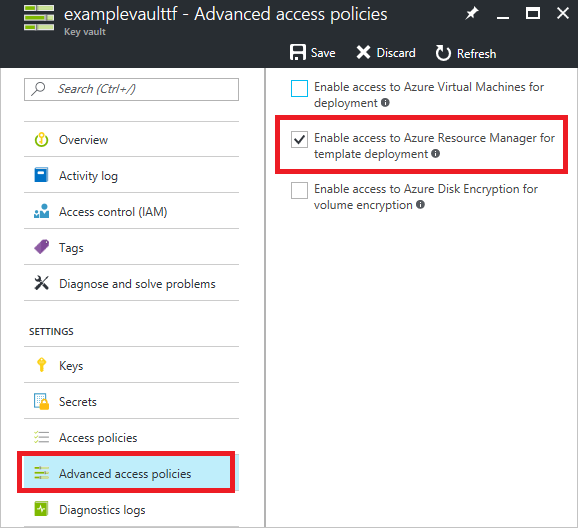 examplevaulttf - Advanced access policies
Key vault
Save
Discard
Refresh
Search (Ctrl+/)
Overview
Activity log
Access control (IAM)
Tags
Diagnose and solve problems
SETTINGS
Keys
Secrets
Access policies
Advanced access policies
Diagnostics logs
Enable access to Azure Virtual Machines for
deployment
Enable access to Azure Resource Manager for
template deployment
Enable access to Azure Disk Encryption for
volume encryption